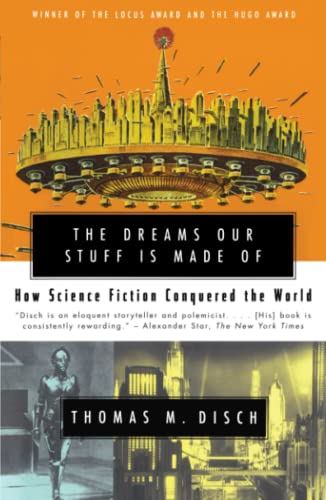 WINNER OF THE LOCUS AWARD AND THE HUGO AWARD
THE DREAMS OUR
STUFF IS MADE OF
How Science Fiction Conquered the World
"Disch is an eloquent storyteller and polemicist. . . . [His] book is
consistently rewarding." – Alexander Star, The New York Times
THOMAS M. DISCH